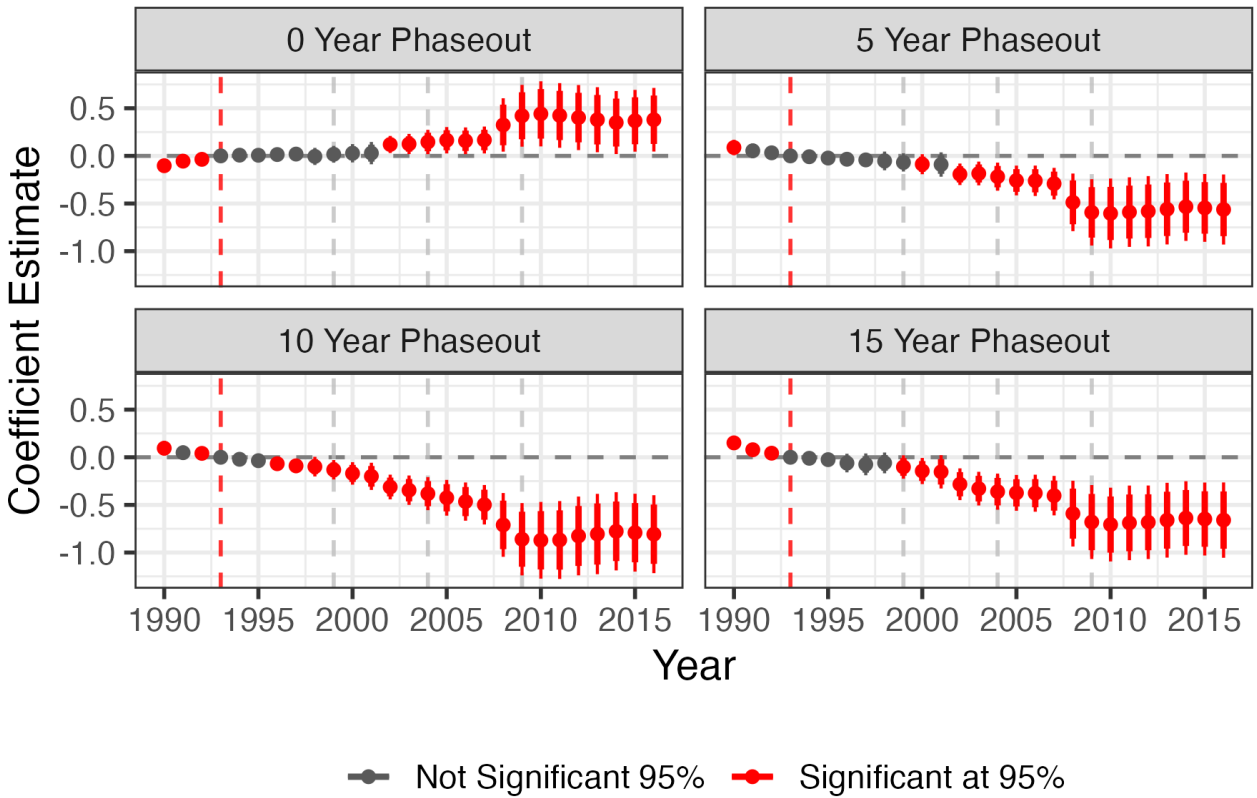 0 Year Phaseout
5 Year Phaseout
0.5
0.0
-0.5
-1.0
10 Year Phaseout
15 Year Phaseout
0.5
0.0
-0.5
-1.0
1990 1995 2000 2005 2010 2015
1990 1995 2000 2005 2010 2015
Coefficient Estimate
Year
Not Significant 95%
Significant at 95%